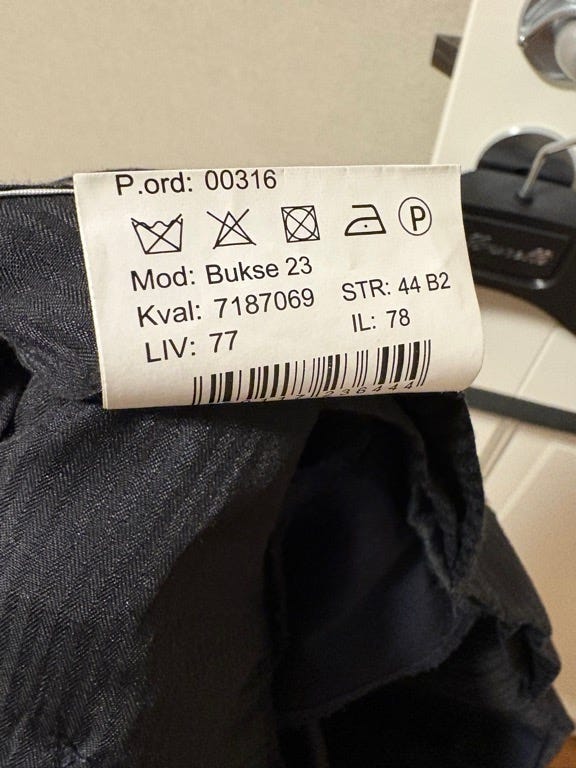 P.ord: 00316
P
Mod: Bukse 23
Kval: 7187069
STR: 44 B2
LIV: 77
IL: 78